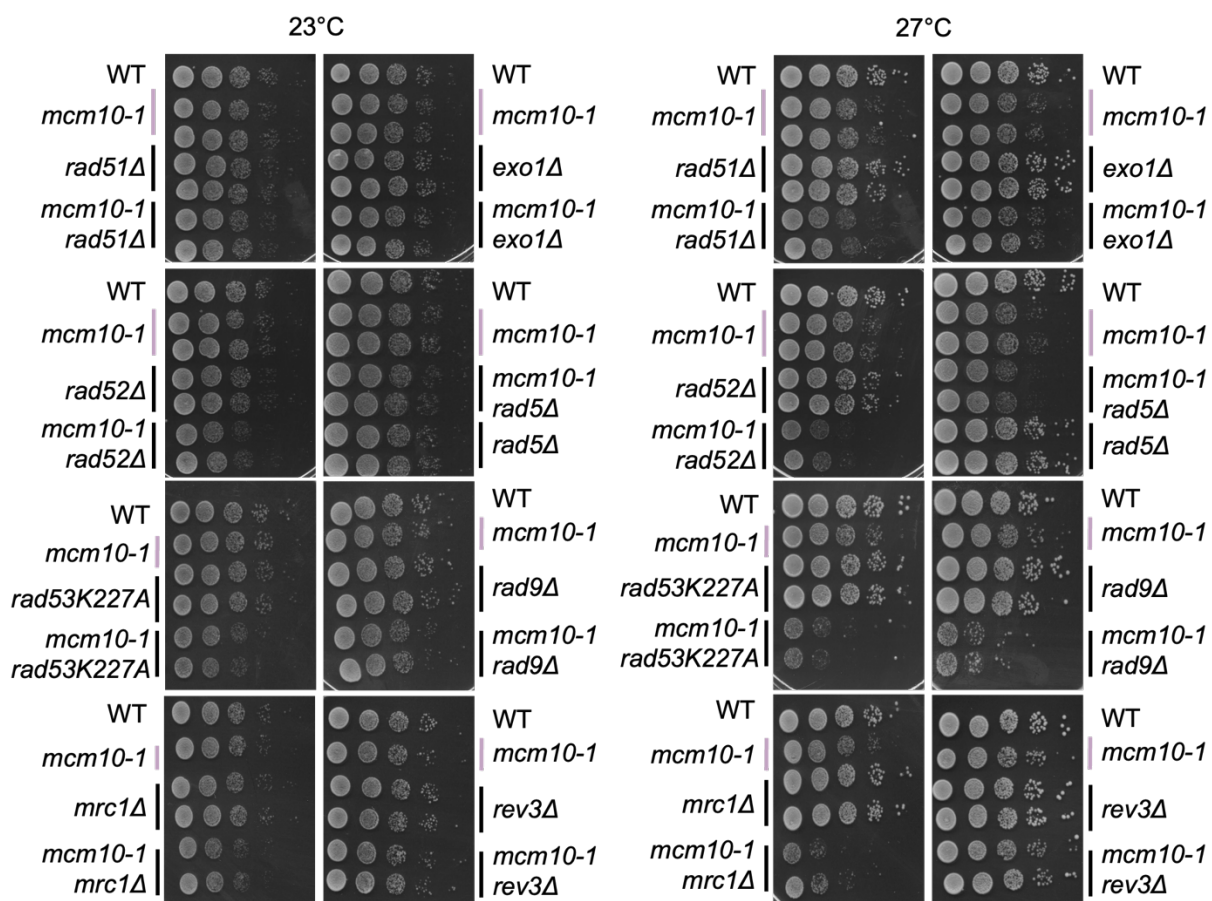 23°C
27°C
WT
mcm10-1
rad51Δ
mcm10-1
rad51Δ
WT
mcm10-1
exo1Δ
mcm10-1
exo1Δ
WT
mcm10-1
rad51Δ
mcm10-1
rad51Δ
WT
mcm10-1
exo1Δ
mcm10-1
exo1Δ
WT
mcm10-1
rad52Δ
mcm10-1
rad52Δ
WT
mcm10-1
mcm10-1
rad5Δ
rad5Δ
WT
mcm10-1
rad52Δ
mcm10-1
rad52Δ
WT
mcm10-1
mcm10-1
rad5Δ
rad5Δ
WT
mcm10-1
rad53K227A
mcm10-1
rad53K227A
WT
mcm10-1
rad9Δ
mcm10-1
rad9Δ
WT
mcm10-1
rad53K227A
mcm10-1
rad53K227A
WT
mcm10-1
rad9Δ
mcm10-1
rad9Δ
WT
mcm10-1
mrc1Δ
mcm10-1
mrc1Δ
WT
mcm10-1
rev3Δ
mcm10-1
rev3Δ
WT
mcm10-1
mrc1Δ
mcm10-1
mrc1Δ
WT
mcm10-1
rev3Δ
mcm10-1
rev3Δ